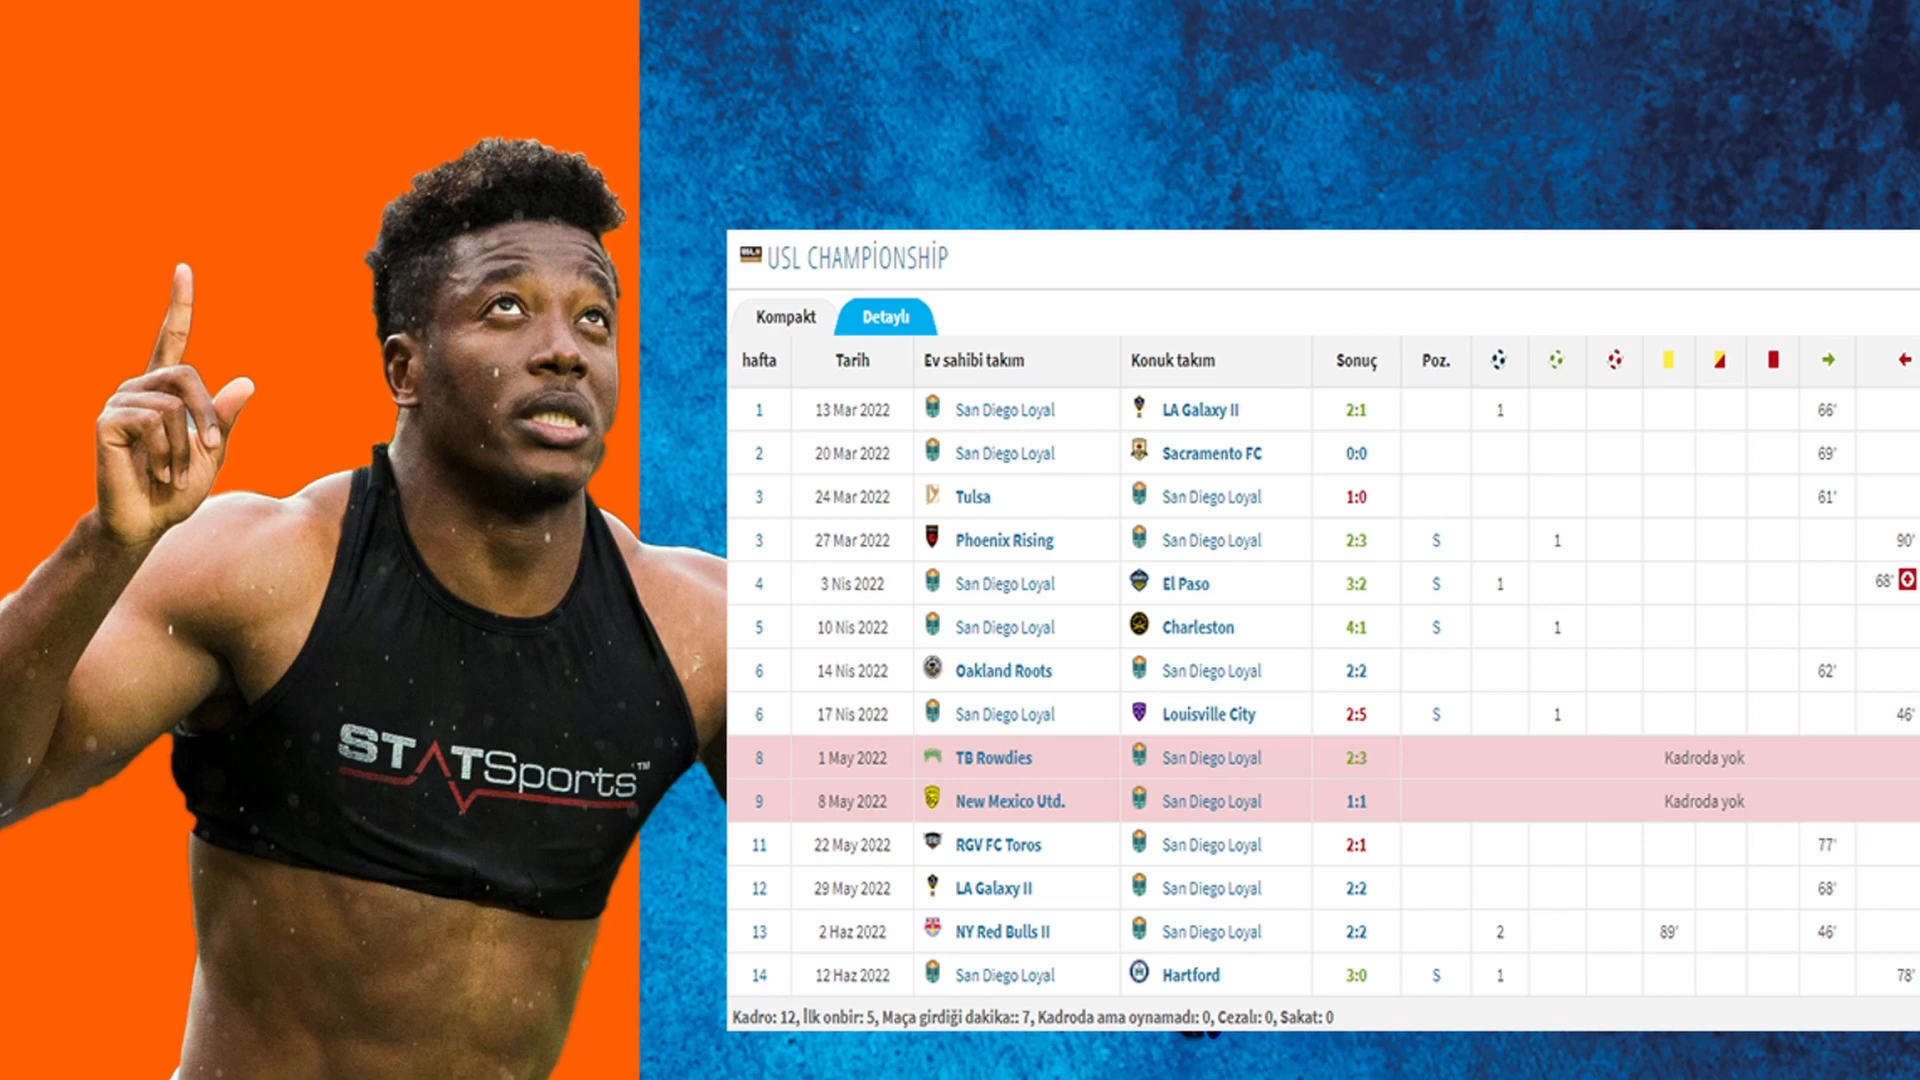 USL CHAMPİONSHİP
Kompakt Detaylı
hafta Tarih Ev sahibi takım Konuk takım Sonuç Poz.
1 13 Mar 2022 San Diego Loyal LA Galaxy II 2:1 1 66'
2 20 Mar 2022 San Diego Loyal Sacramento FC 0:0 69'
3 24 Mar 2022 Tulsa San Diego Loyal 1:0 61'
3 27 Mar 2022 Phoenix Rising San Diego Loyal 2:3 S 1 90'
4 3 Nis 2022 San Diego Loyal El Paso 3:2 S 1 68'
5 10 Nis 2022 San Diego Loyal Charleston 4:1 S 1
6 14 Nis 2022 Oakland Roots San Diego Loyal 2:2 62'
6 17 Nis 2022 San Diego Loyal Louisville City 2:5 S 1 46'
8 1 May 2022 TB Rowdies San Diego Loyal 2:3 Kadroda yok
9 8 May 2022 New Mexico Utd. San Diego Loyal 1:1 Kadroda yok
11 22 May 2022 RGV FC Toros San Diego Loyal 2:1 77'
12 29 May 2022 LA Galaxy II San Diego Loyal 2:2 68'
13 2 Haz 2022 NY Red Bulls II San Diego Loyal 2:2 2 89' 46'
14 12 Haz 2022 San Diego Loyal Hartford 3:0 S 1 78'
Kadro: 12, İlk onbir: 5, Maça girdiği dakika:: 7, Kadroda ama oynamadı: 0, Cezalı: 0, Sakat: 0
STATSports™